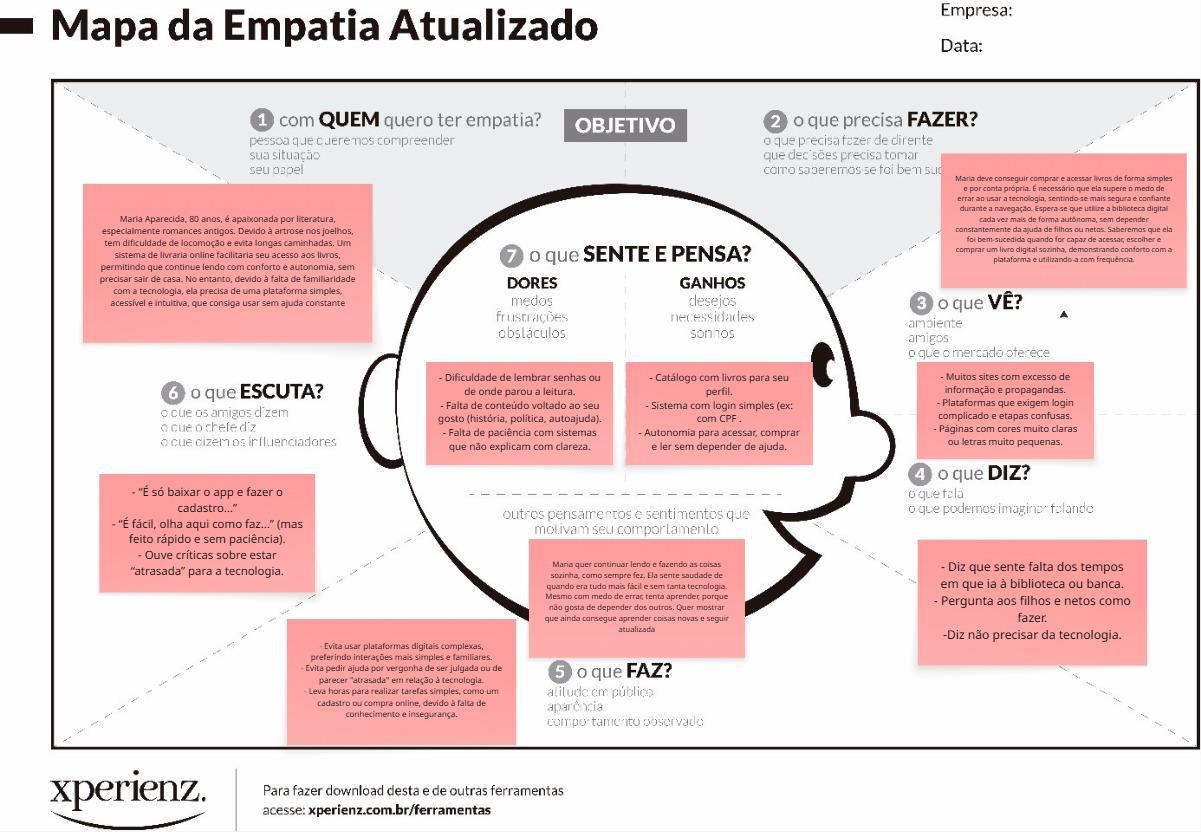 Mapa da Empatia Atualizado
Empresa:
Data:
1 com QUEM quero ter empatia?
pessoa que queremos compreender
sua situação
seu papel
OBJETIVO
2 o que precisa FAZER?
o que precisa fazer de dirente
que decisões precisa tomar
como saberemos se foi bem suc
Maria Aparecida, 80 anos, é apaixonada por literatura,
especialmente romances antigos. Devido à artrose nos joelhos,
tem dificuldade de locomoção e evita longas caminhadas. Um
sistema de livraria online facilitaria seu acesso aos livros,
permitindo que continue lendo com conforto e autonomia, sem
precisar sair de casa. No entanto, devido à falta de familiaridade
com a tecnologia, ela precisa de uma plataforma simples,
acessível e intuitiva, que consiga usar sem ajuda constante
Maria deve conseguir comprar e acessar livros de forma simples
e por conta própria. É necessário que ela supere o medo de
errar ao usar a tecnologia, sentindo-se mais segura e confiante
durante a navegação. Espera-se que utilize a biblioteca digital
cada vez mais de forma autônoma, sem depender
constantemente da ajuda de filhos ou netos. Saberemos que ela
foi bem-sucedida quando for capaz de acessar, escolher e
comprar um livro digital sozinha, demonstrando conforto com a
plataforma e utilizando-a com frequência.
7 o que SENTE E PENSA?
DORES
medos
frustrações
obstáculos
GANHOS
desejos
necessidades
sonhos
- Dificuldade de lembrar senhas ou
de onde parou a leitura.
- Falta de conteúdo voltado ao seu
gosto (história, política, autoajuda).
- Falta de paciência com sistemas
que não explicam com clareza.
- Catálogo com livros para seu
perfil.
- Sistema com login simples (ex:
com CPF .
- Autonomia para acessar, comprar
e ler sem depender de ajuda.
outros pensamentos e sentimentos que
motivam seu comportamento
Maria quer continuar lendo e fazendo as coisas
sozinha, como sempre fez. Ela sente saudade de
quando era tudo mais fácil e sem tanta tecnologia.
Mesmo com medo de errar, tenta aprender, porque
não gosta de depender dos outros. Quer mostrar
que ainda consegue aprender coisas novas e seguir
atualizada
3 o que VÊ?
ambiente
amigos
o que o mercado oferece
- Muitos sites com excesso de
informação e propagandas.
- Plataformas que exigem login
complicado e etapas confusas.
- Páginas com cores muito claras
ou letras muito pequenas.
4 o que DIZ?
o que fala
o que podemos imaginar falando
- Diz que sente falta dos tempos
em que ia à biblioteca ou banca.
- Pergunta aos filhos e netos como
fazer.
-Diz não precisar da tecnologia.
6 o que ESCUTA?
o que os amigos dizem
o que o chefe diz
o que dizem os influenciadores
- “É só baixar o app e fazer o
cadastro...”
- “É fácil, olha aqui como faz...” (mas
feito rápido e sem paciência).
- Ouve críticas sobre estar
“atrasada” para a tecnologia.
- Evita usar plataformas digitais complexas,
preferindo interações mais simples e familiares.
- Evita pedir ajuda por vergonha de ser julgada ou de
parecer "atrasada" em relação à tecnologia.
- Leva horas para realizar tarefas simples, como um
cadastro ou compra online, devido à falta de
conhecimento e insegurança.
5 o que FAZ?
atitude em público
aparência
comportamento observado
xperienz.
Para fazer download desta e de outras ferramentas
acesse: xperienz.com.br/ferramentas